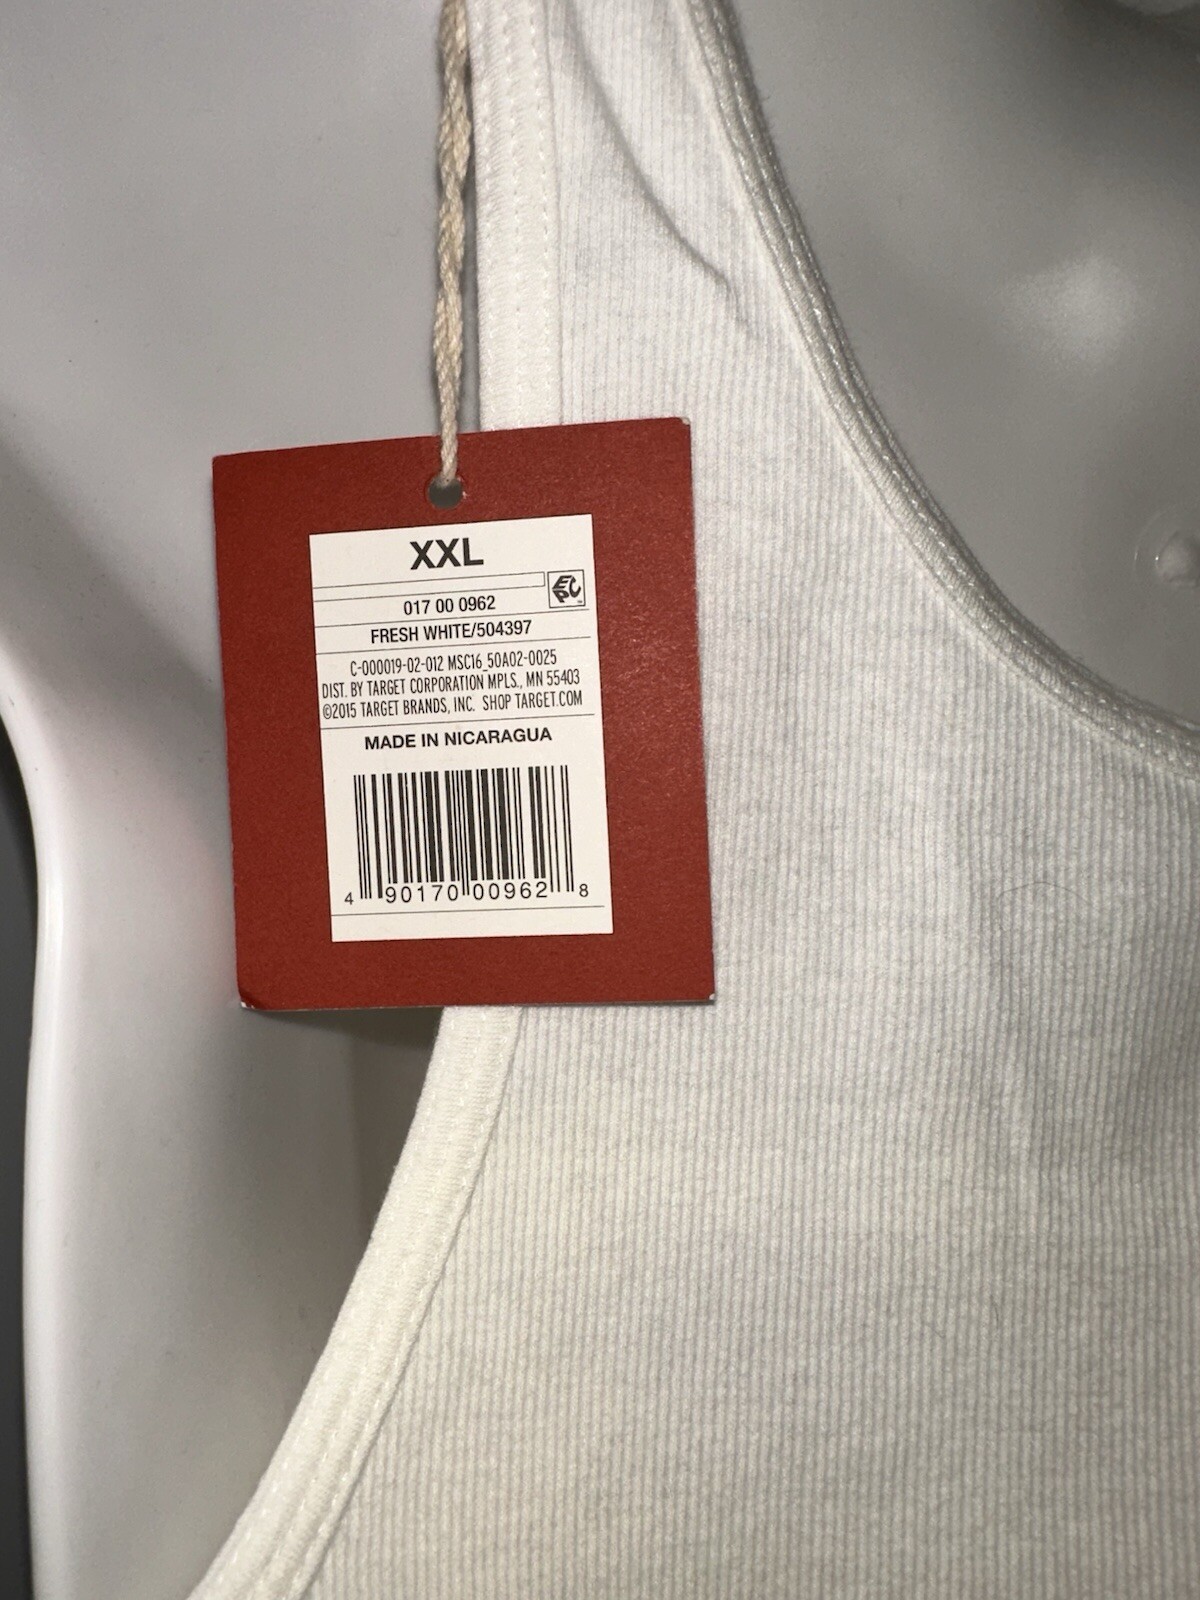 XXL
EPC
017 00 0962
FRESH WHITE/504397
C-000019-02-012 MSC16_50A02-0025
DIST. BY TARGET CORPORATION MPLS., MN 55403
©2015 TARGET BRANDS, INC. SHOP TARGET.COM
MADE IN NICARAGUA
4 90170 00962 8